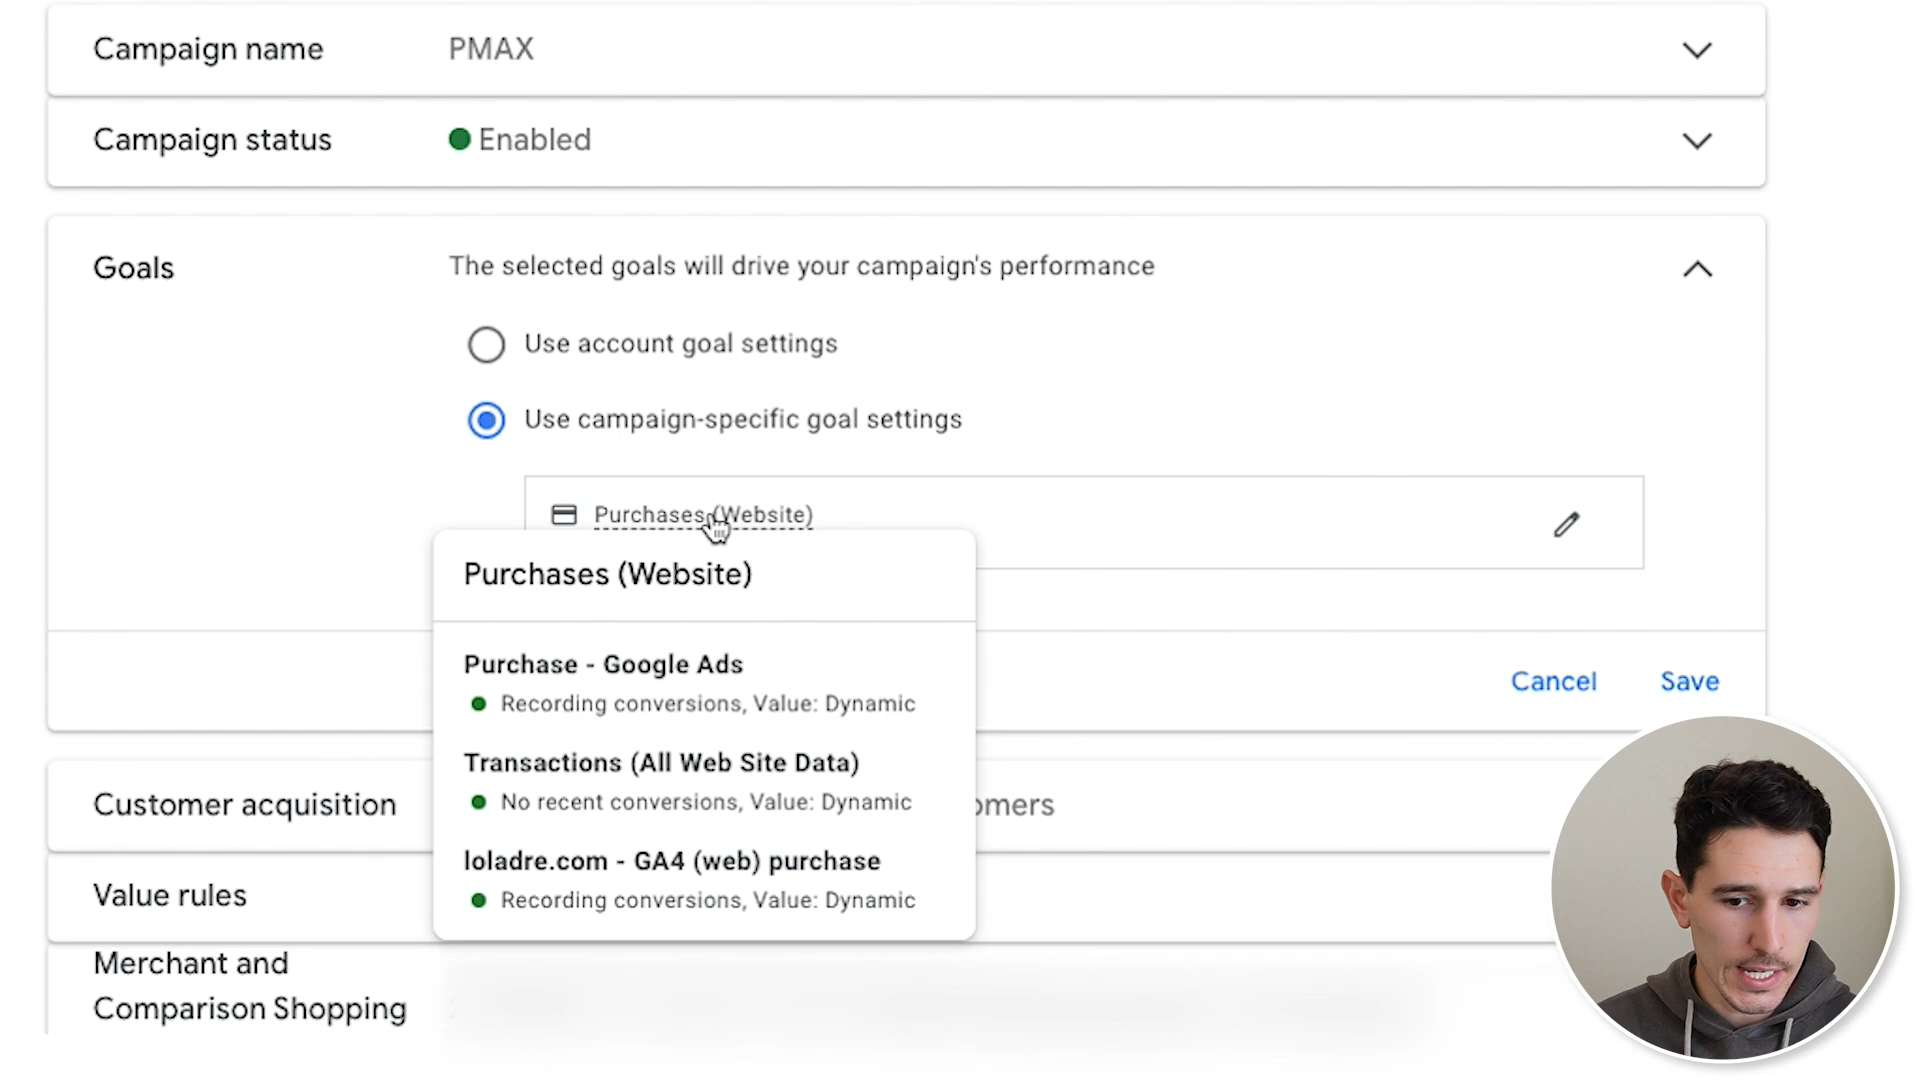 Campaign name
PMAX
Campaign status
Enabled
Goals
The selected goals will drive your campaign's performance
Use account goal settings
Use campaign-specific goal settings
Purchases (Website)
Purchases (Website)
Purchase - Google Ads
Recording conversions, Value: Dynamic
Transactions (All Web Site Data)
No recent conversions, Value: Dynamic
loladre.com - GA4 (web) purchase
Recording conversions, Value: Dynamic
Cancel
Save
Customer acquisition
omers
Value rules
Merchant and
Comparison Shopping